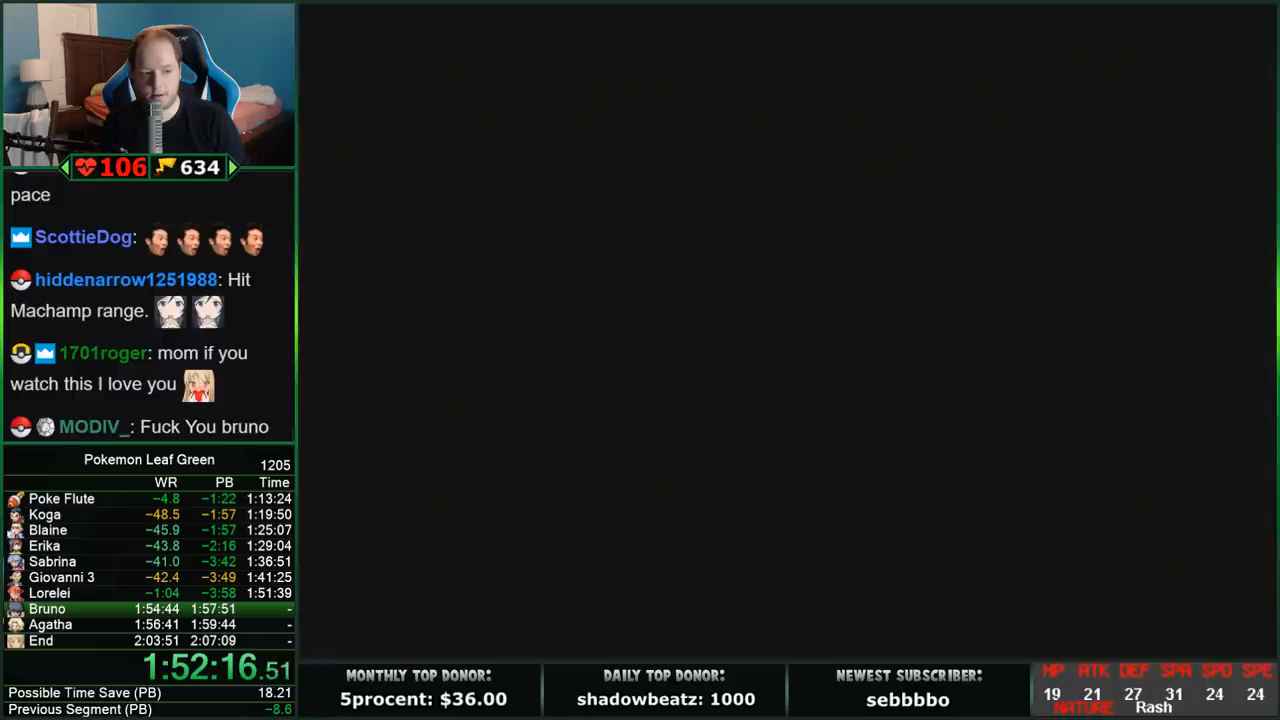 106 634
pace
ScottieDog:
hiddenarrow1251988: Hit
Machamp range.
1701roger: mom if you
watch this I love you
MODIV_: Fuck You bruno
Pokemon Leaf Green 1205
WR PB Time
Poke Flute −4.8 −1:22 1:13:24
Koga −48.5 −1:57 1:19:50
Blaine −45.9 −1:57 1:25:07
Erika −43.8 −2:16 1:29:04
Sabrina −41.0 −3:42 1:36:51
Giovanni 3 −42.4 −3:49 1:41:25
Lorelei −1:04 −3:58 1:51:39
Bruno 1:54:44 1:57:51 -
Agatha 1:56:41 1:59:44 -
End 2:03:51 2:07:09 -
1:52:16.51
Possible Time Save (PB) 18.21
Previous Segment (PB) −8.6
MONTHLY TOP DONOR:
5procent: $36.00
DAILY TOP DONOR:
shadowbeatz: 1000
NEWEST SUBSCRIBER:
sebbbbo
HP ATK DEF SPA SPD SPE
19 21 27 31 24 24
NATURE Rash